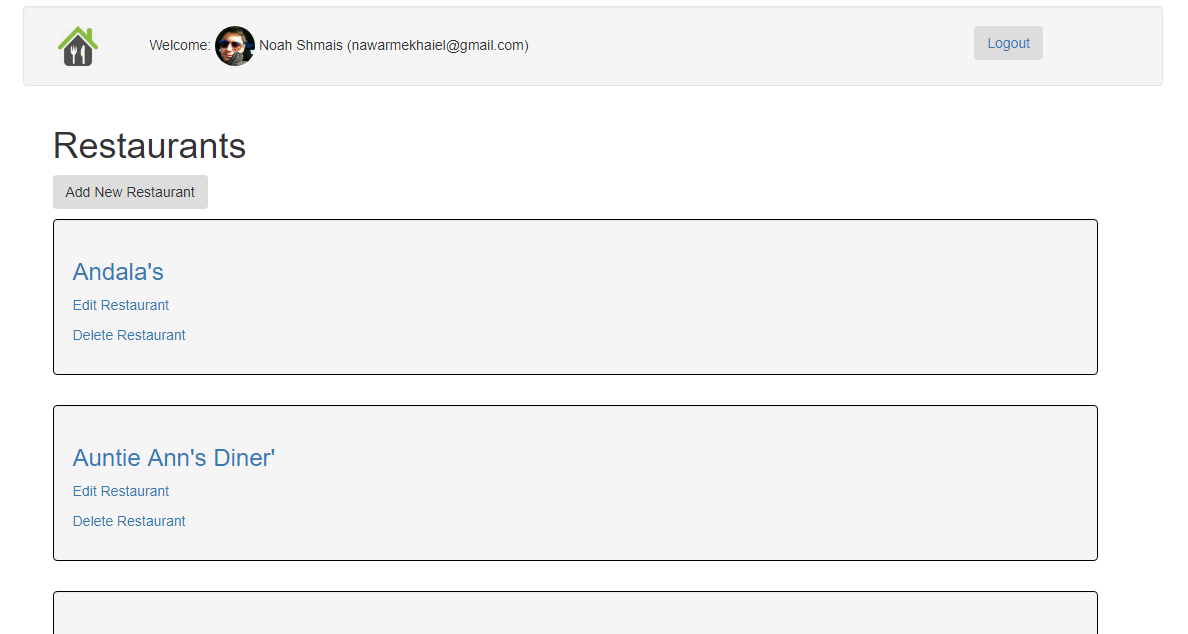 Welcome: Noah Shmais (nawarmekhaiel@gmail.com)
Logout
Restaurants
Add New Restaurant
Andala's
Edit Restaurant
Delete Restaurant
Auntie Ann's Diner'
Edit Restaurant
Delete Restaurant